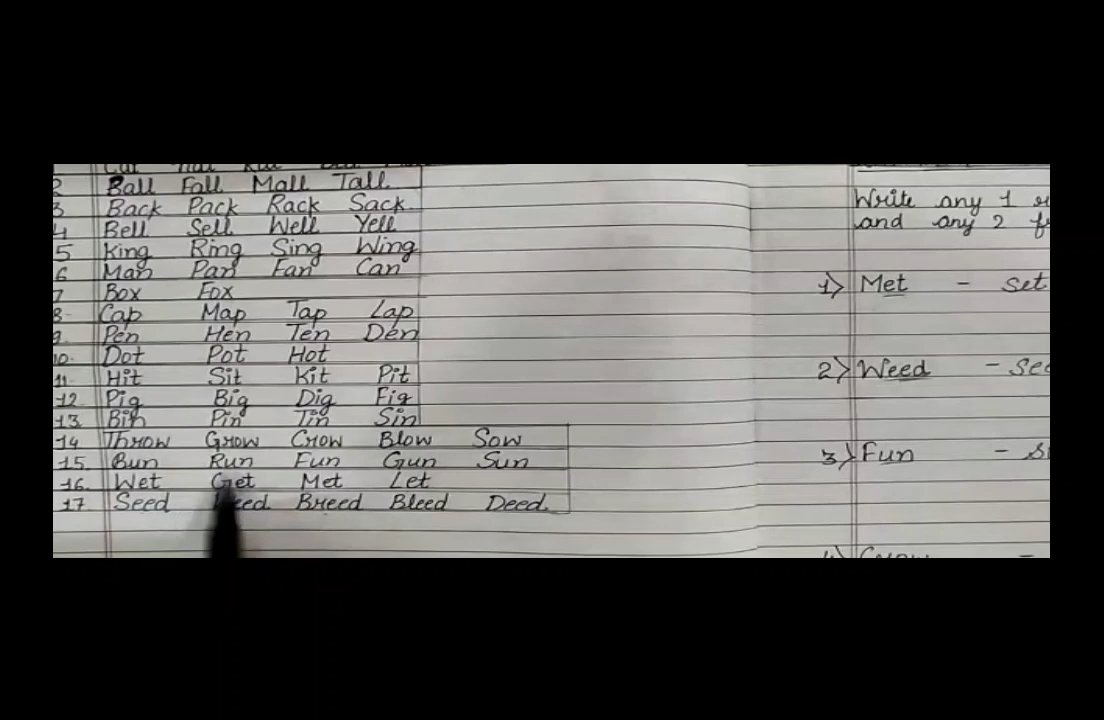 2 Ball Fall Mall Tall
3 Back Pack Rack Sack
4 Bell Sell Well Yell
5 King Ring Sing Wing
6 Man Pan Fan Can
7 Box Fox
8. Cap Map Tap Lap
9. Pen Hen Ten Den
10. Dot Pot Hot
11. Hit Sit Kit Pit
12. Pig Big Dig Fig
13. Bin Pin Tin Sin
14 Throw Grow Crow Blow Sow
15. Bun Run Fun Gun Sun
16. Wet Get Met Let
17. Seed Breed Bleed Deed.
Write any 1
and any 2
1) Met - set
2) Weed -
3) Fun -